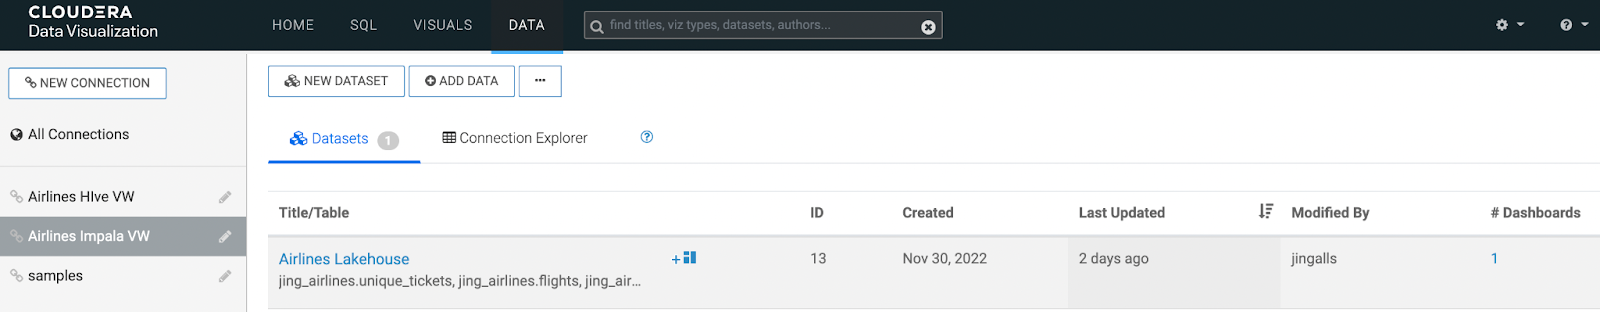 CLOUDERA
Data Visualization
HOME SQL VISUALS DATA find titles, viz types, datasets, authors...
NEW CONNECTION
NEW DATASET ADD DATA ...
All Connections
Datasets 1 Connection Explorer ?
Airlines HIve VW
Airlines Impala VW
samples
Title/Table ID Created Last Updated Modified By # Dashboards
Airlines Lakehouse + 13 Nov 30, 2022 2 days ago jingalls 1
jing_airlines.unique_tickets, jing_airlines.flights, jing_air...